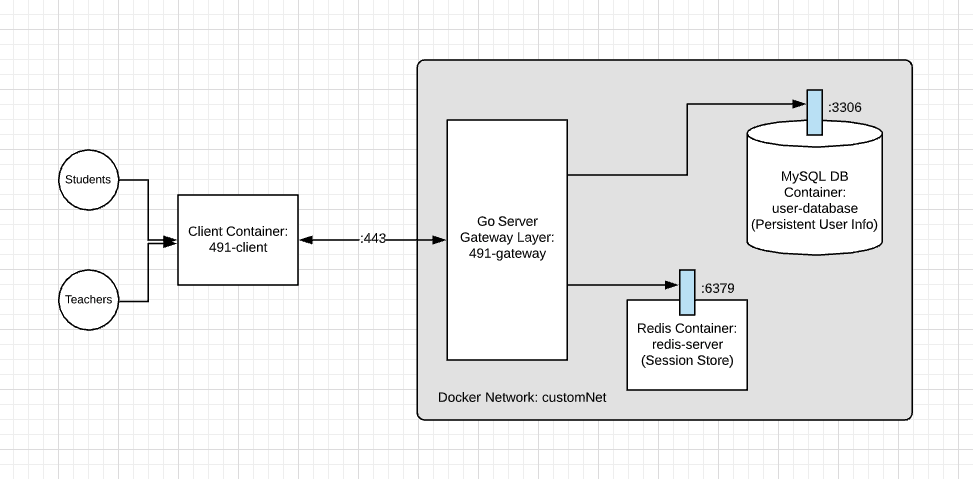 Students
Teachers
Client Container:
491-client
:443
Go Server
Gateway Layer:
491-gateway
:3306
MySQL DB
Container:
user-database
(Persistent User Info)
:6379
Redis Container:
redis-server
(Session Store)
Docker Network: customNet